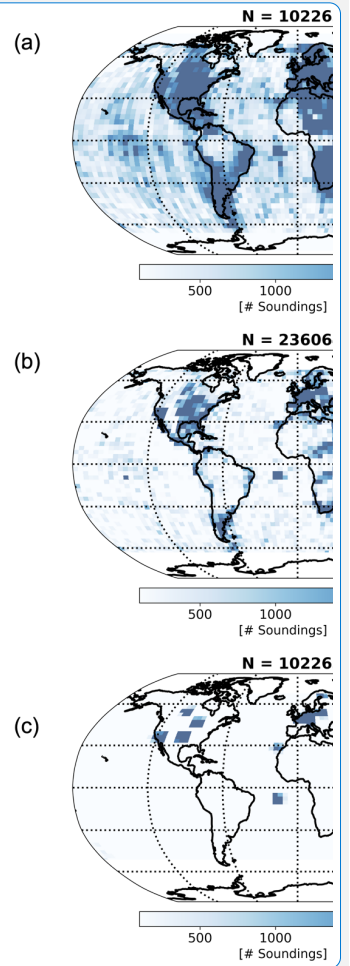 N = 10226
(a)
500 1000
[# Soundings]
N = 23606
(b)
500 1000
[# Soundings]
N = 10226
(c)
500 1000
[# Soundings]